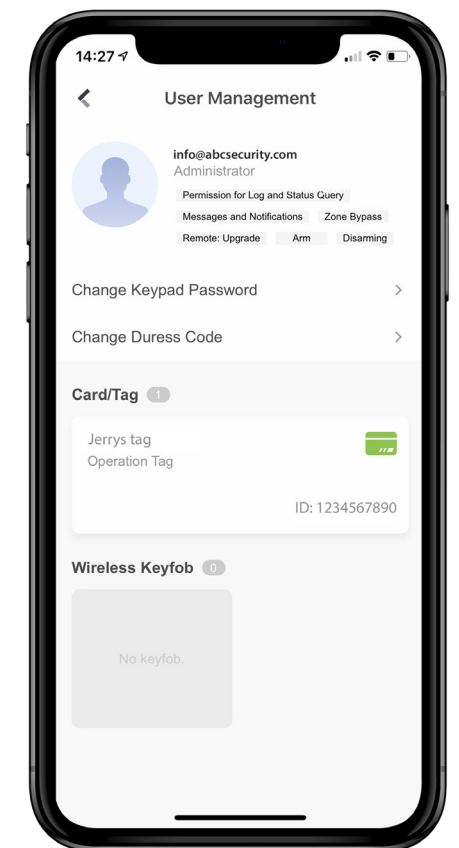 14:27
User Management
info@abcsecurity.com
Administrator
Permission for Log and Status Query
Messages and Notifications Zone Bypass
Remote: Upgrade Arm Disarming
Change Keypad Password
Change Duress Code
Card/Tag 1
Jerrys tag
Operation Tag
ID: 1234567890
Wireless Keyfob 0
No keyfob.